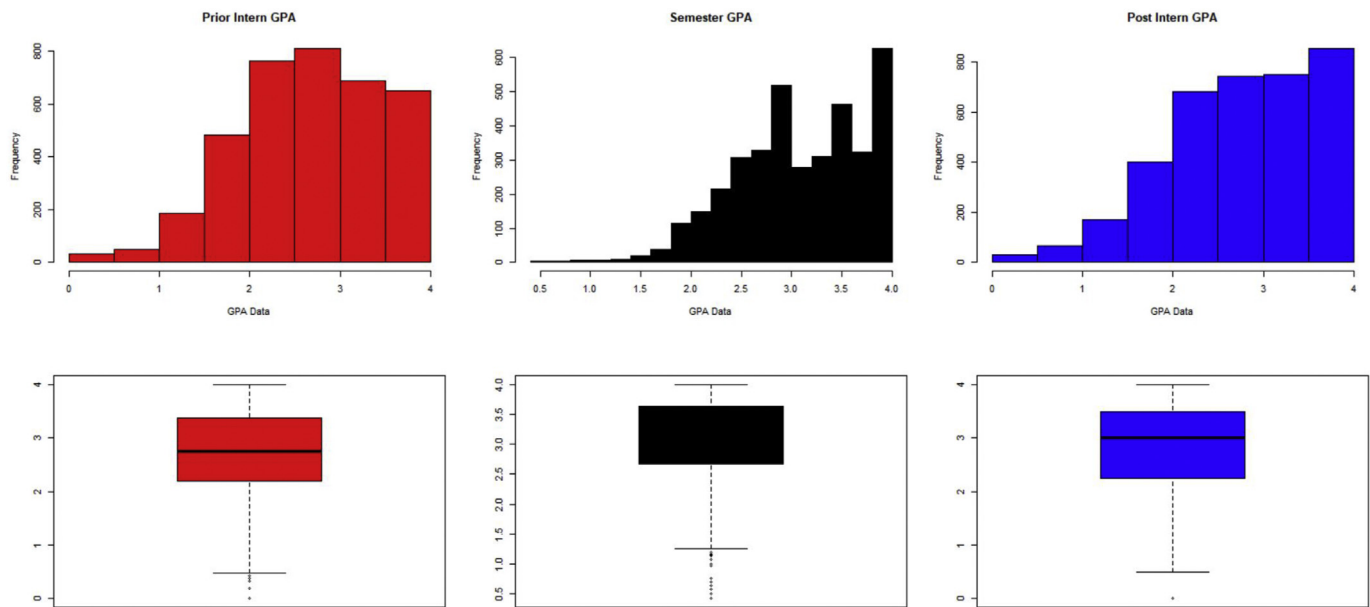 Prior Intern GPA
Frequency
800
600
400
200
0
0 1 2 3 4
GPA Data
Semester GPA
Frequency
600
500
400
300
200
100
0
0.5 1.0 1.5 2.0 2.5 3.0 3.5 4.0
GPA Data
Post Intern GPA
Frequency
800
600
400
200
0
0 1 2 3 4
GPA Data
4
3
2
1
0
4.0
3.5
3.0
2.5
2.0
1.5
1.0
0.5
4
3
2
1
0